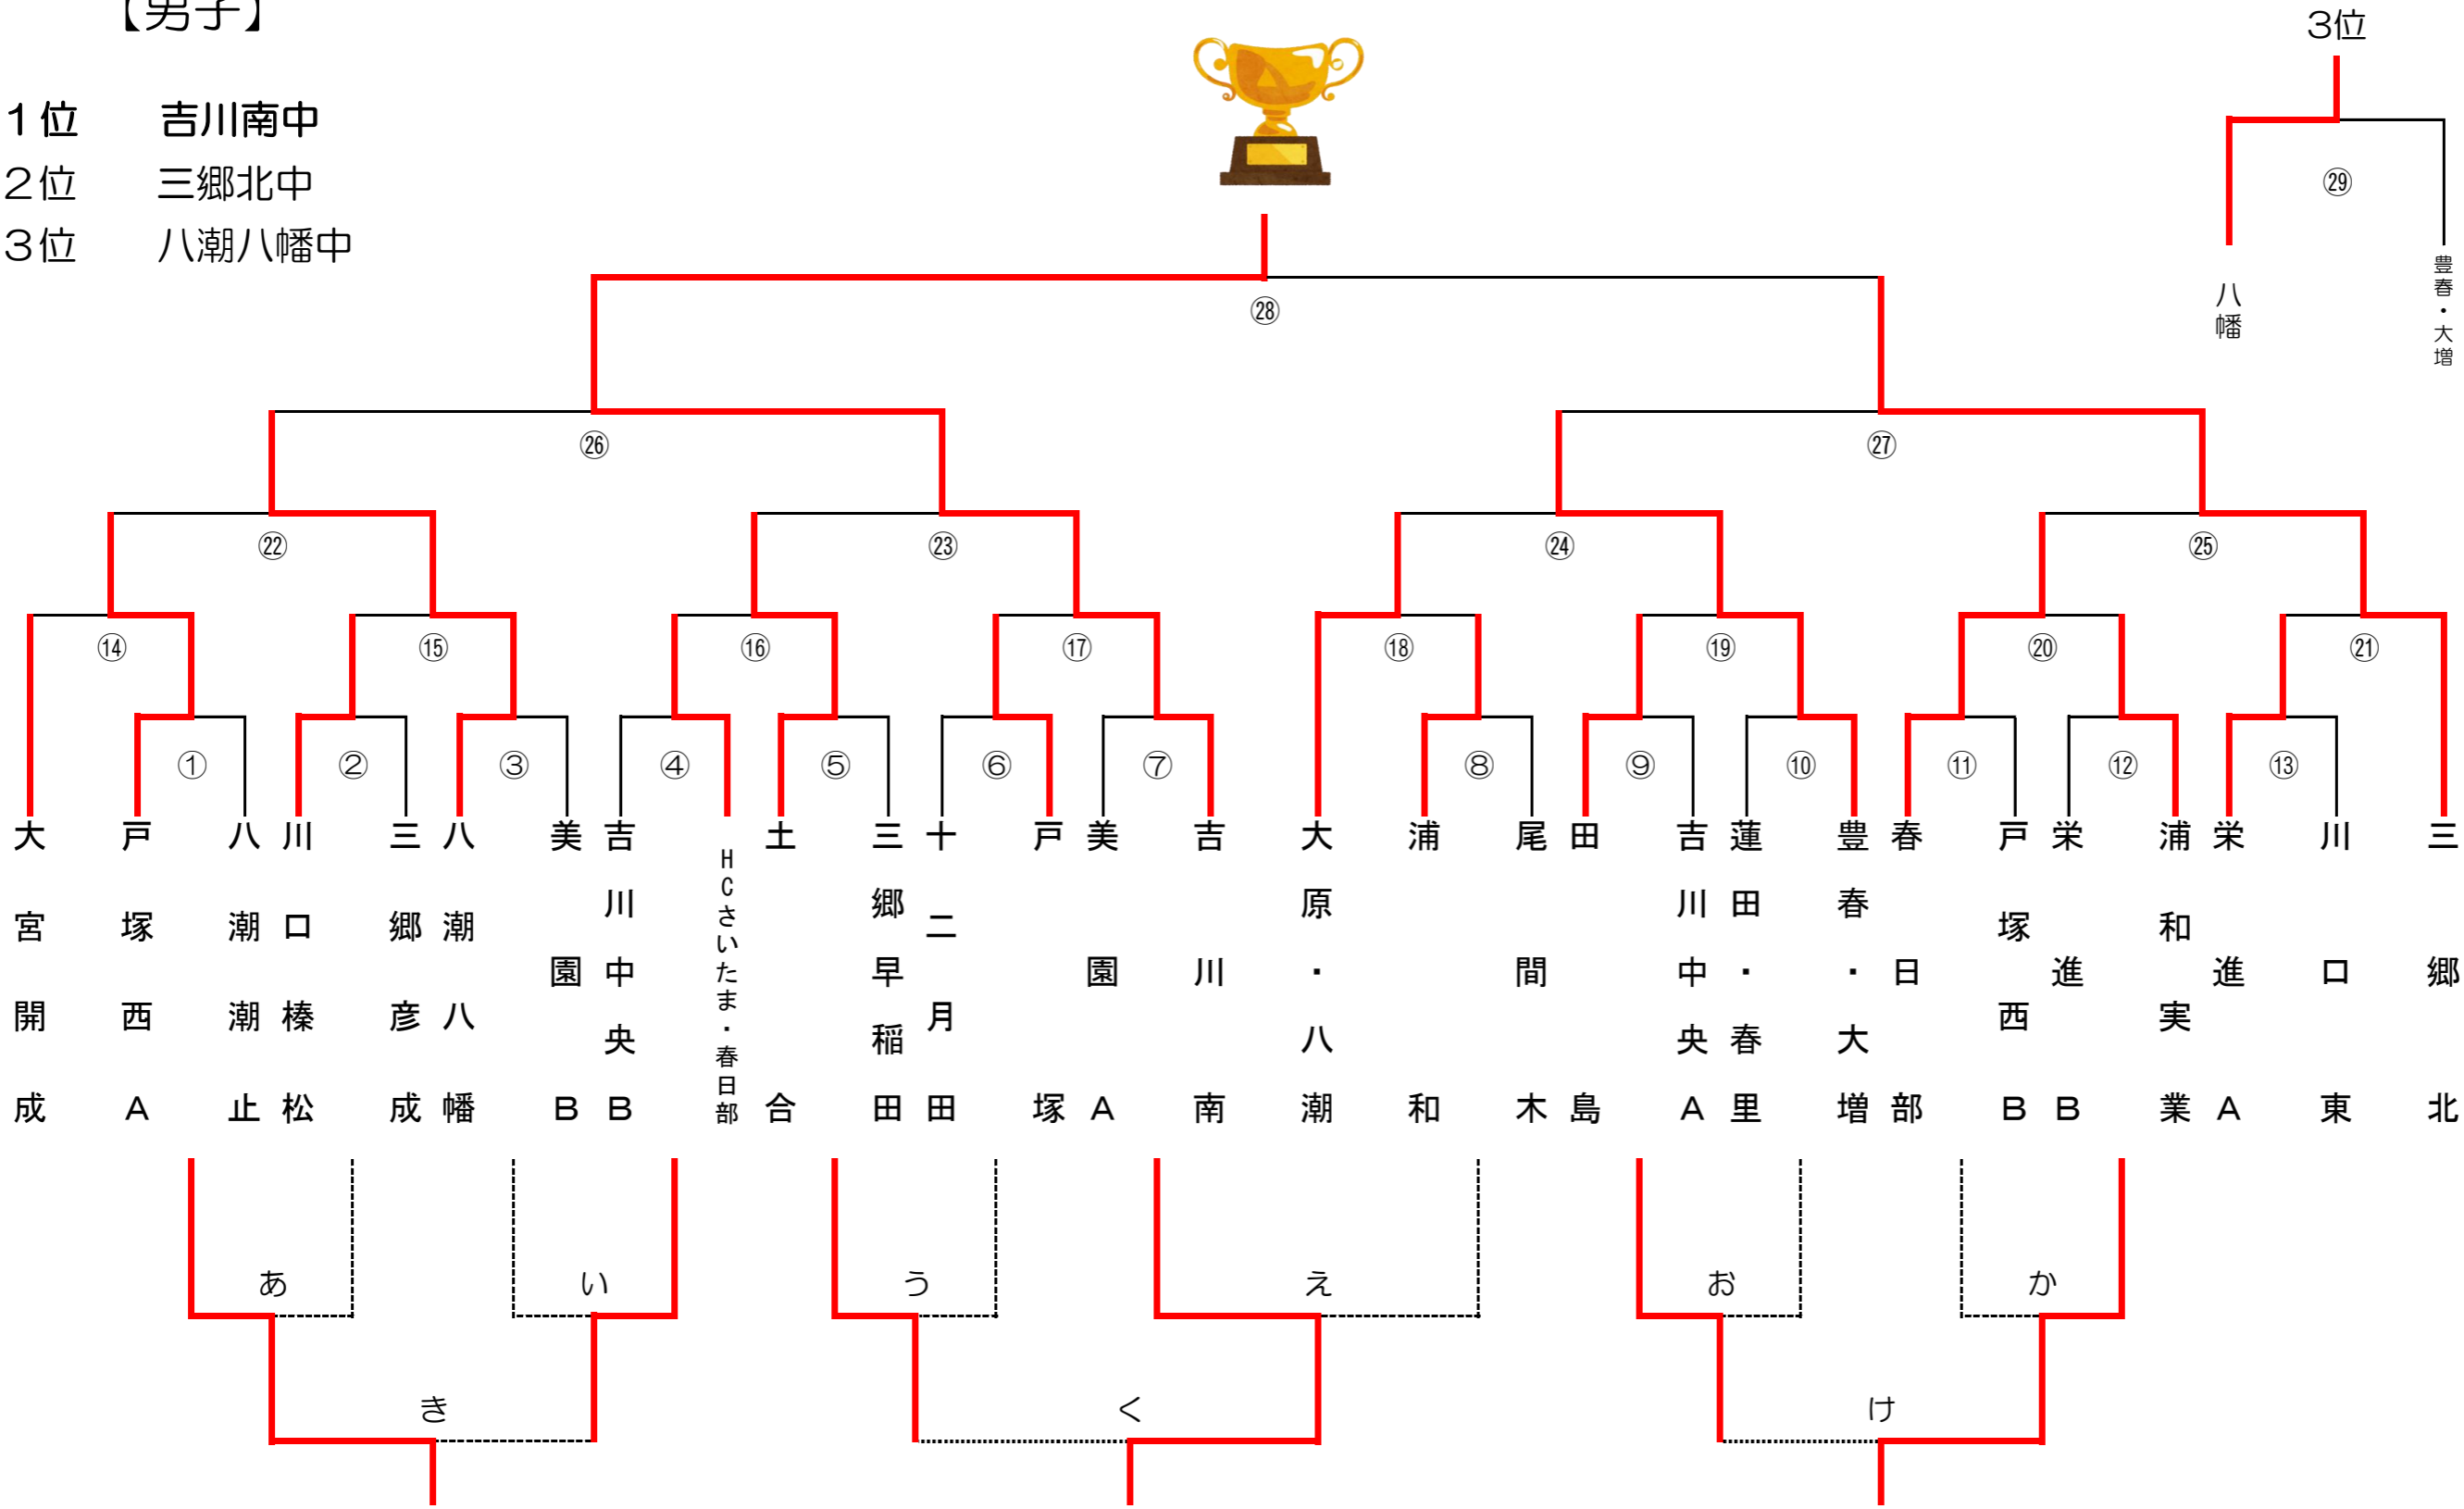 【男子】
3位
1位 吉川南中
2位 三郷北中
3位 八潮八幡中
㉙
八幡
豊春・大増
㉘
㉖
㉗
㉒
㉓
㉔
㉕
⑭
⑮
⑯
⑰
⑱
⑲
⑳
㉑
①
②
③
④
⑤
⑥
⑦
⑧
⑨
⑩
⑪
⑫
⑬
大宮開成
戸塚西A
八潮潮止
川口榛松
三郷彦成
八潮八幡
美園B
吉川中央B
HCさいたま・春日部
土合
三郷早稲田
十二月田
戸塚
美園A
吉川南
大原・八潮
浦和
尾間木
田島
吉川中央A
蓮田・春里
豊春・大増
春日部
戸塚西B
栄進B
浦和実業
栄進A
川口東
三郷北
あ
い
う
え
お
か
き
く
け